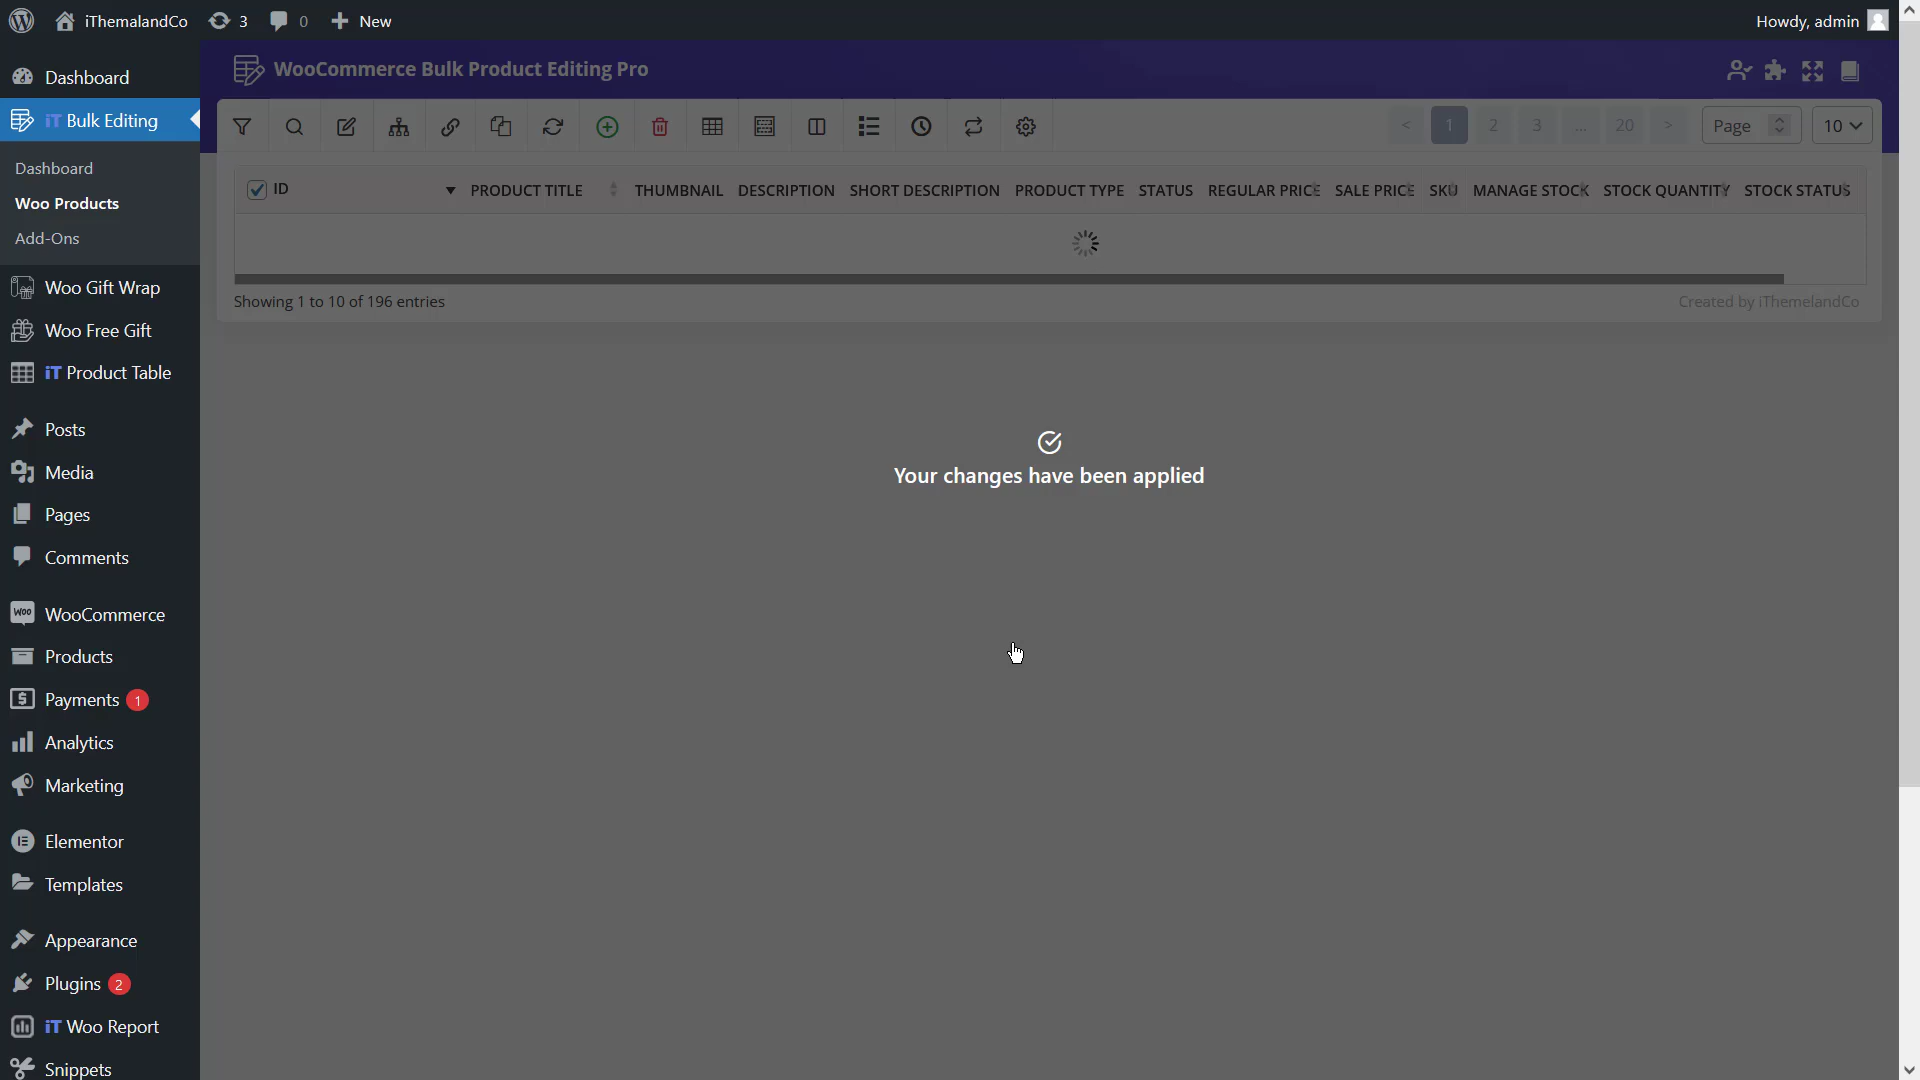 iThemalandCo 3 0 New Howdy, admin
WooCommerce Bulk Product Editing Pro
Dashboard
iT Bulk Editing
Dashboard
Woo Products
Add-Ons
Woo Gift Wrap
Woo Free Gift
iT Product Table
Posts
Media
Pages
Comments
WOO WooCommerce
Products
Payments 1
Analytics
Marketing
Elementor
Templates
Appearance
Plugins 2
iT Woo Report
Snippets
< 1 2 3 ... 20 > Page 10
ID PRODUCT TITLE THUMBNAIL DESCRIPTION SHORT DESCRIPTION PRODUCT TYPE STATUS REGULAR PRICE SALE PRICE SKU MANAGE STOCK STOCK QUANTITY STOCK STATUS
Showing 1 to 10 of 196 entries Created by iThemelandCo
Your changes have been applied